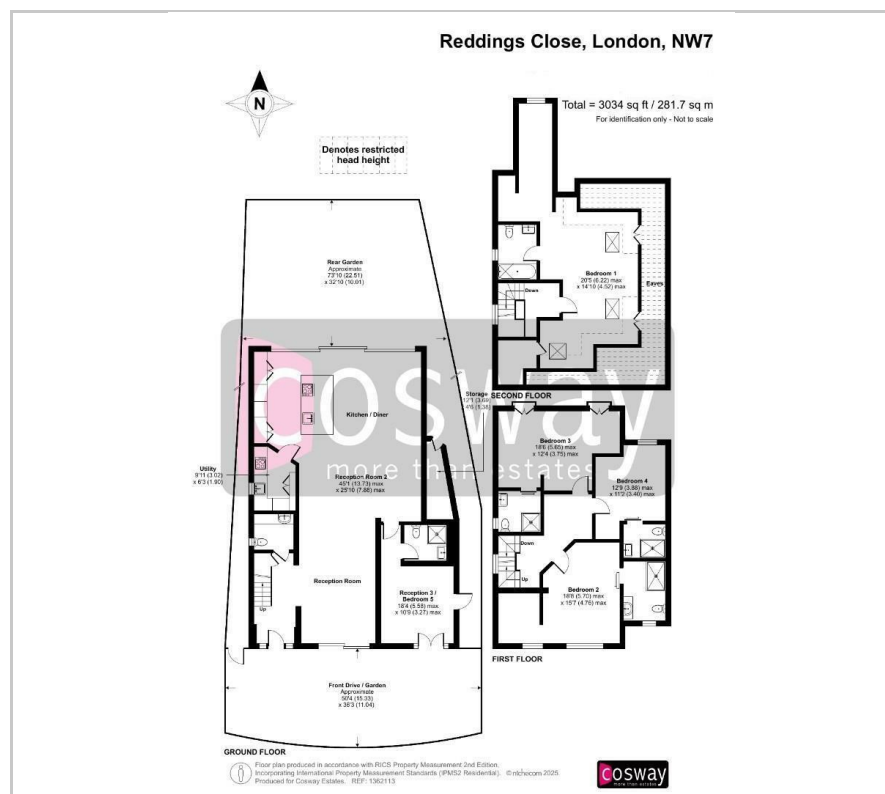 Reddings Close, London, NW7
Total = 3034 sq ft / 281.7 sq m
For identification only - Not to scale
N
Denotes restricted
head height
Rear Garden
Approximate
73'10 (22.51)
x 32'10 (10.01)
Bedroom 1
20'5 (6.22) max
x 14'10 (4.52) max
Eaves
Down
SECOND FLOOR
Storage
12'1 (3.69)
Kitchen / Diner
cosway
more than estates
Utility
9'11 (3.02)
x 6'3 (1.90)
Reception Room 2
45'1 (13.73) max
x 25'10 (7.88) max
Bedroom 3
18'6 (5.65) max
x 12'4 (3.75) max
Bedroom 4
12'9 (3.88) max
x 11'2 (3.40) max
Down
Up
Reception Room
Up
Reception 3 /
Bedroom 5
18'4 (5.58) max
x 10'9 (3.27) max
Bedroom 2
x 15'7 (4.76) max
FIRST FLOOR
Front Drive / Garden
Approximate
50'4 (15.33)
x 36'3 (11.04)
GROUND FLOOR
Floor plan produced in accordance with RICS Property Measurement 2nd Edition,
Incorporating International Property Measurement Standards (IPMS2 Residential). © nichecom 2025.
Produced for Cosway Estates. REF: 1362113
cosway
more than estates